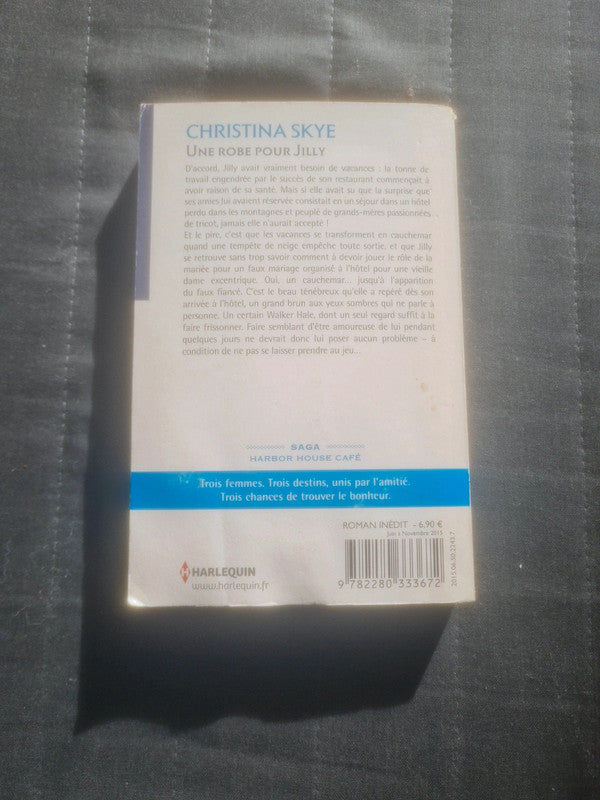 CHRISTINA SKYE
UNE ROBE POUR JILLY
D'accord, Jilly avait vraiment besoin de vacances : la tonne de
travail engendrée par le succès de son restaurant commençait à
avoir raison de sa santé. Mais si elle avait su que la surprise que
ses amies lui avaient réservée consistait en un séjour dans un hôtel
perdu dans les montagnes et peuplé de grands-mères passionnées
de tricot, jamais elle n'aurait accepté !
Et le pire, c'est que les vacances se transforment en cauchemar
quand une tempête de neige empêche toute sortie, et que Jilly
se retrouve sans trop savoir comment à devoir jouer le rôle de la
mariée pour un faux mariage organisé à l'hôtel pour une vieille
dame excentrique. Oui, un cauchemar... jusqu'à l'apparition
du faux fiancé. C'est le beau ténébreux qu'elle a repéré dès son
arrivée à l'hôtel, un grand brun aux yeux sombres qui ne parle à
personne. Un certain Walker Hale, dont un seul regard suffit à la
faire frissonner. Faire semblant d'être amoureuse de lui pendant
quelques jours ne devrait donc lui poser aucun problème – à
condition de ne pas se laisser prendre au jeu...
SAGA
HARBOR HOUSE CAFÉ
Trois femmes. Trois destins, unis par l'amitié.
Trois chances de trouver le bonheur.
ROMAN INÉDIT - 6,90 €
Juin à Novembre 2015
2015.06.30.2243.7
HARLEQUIN
www.harlequin.fr
9 782280 333672